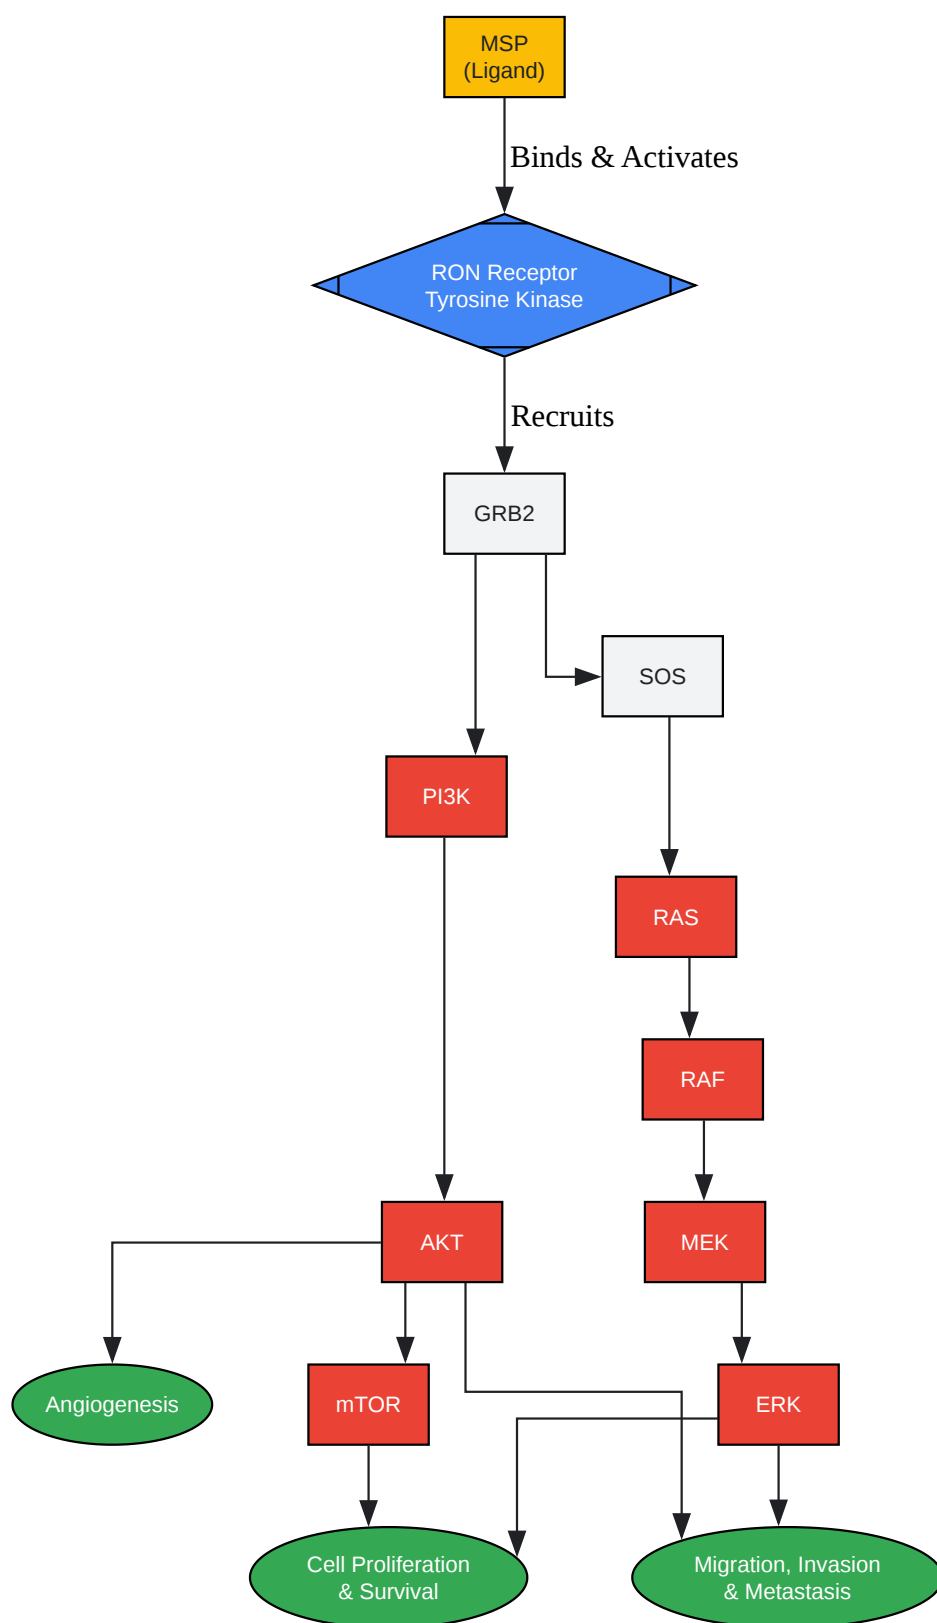 MSP
(Ligand)
Binds & Activates
RON Receptor
Tyrosine Kinase
Recruits
GRB2
SOS
PI3K
RAS
RAF
AKT
MEK
Angiogenesis
mTOR
ERK
Cell Proliferation
& Survival
Migration, Invasion
& Metastasis